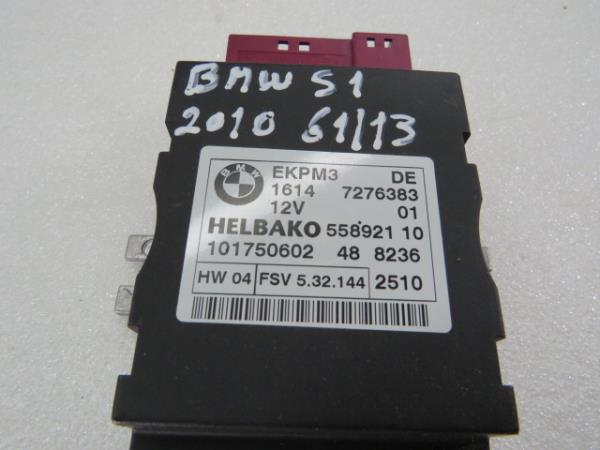 BMW S1
2010 61/13
BMW
EKPM3 DE
1614 7276383
12V 01
HELBAKO 558921 10
101750602 48 8236
HW 04 FSV 5.32.144 2510